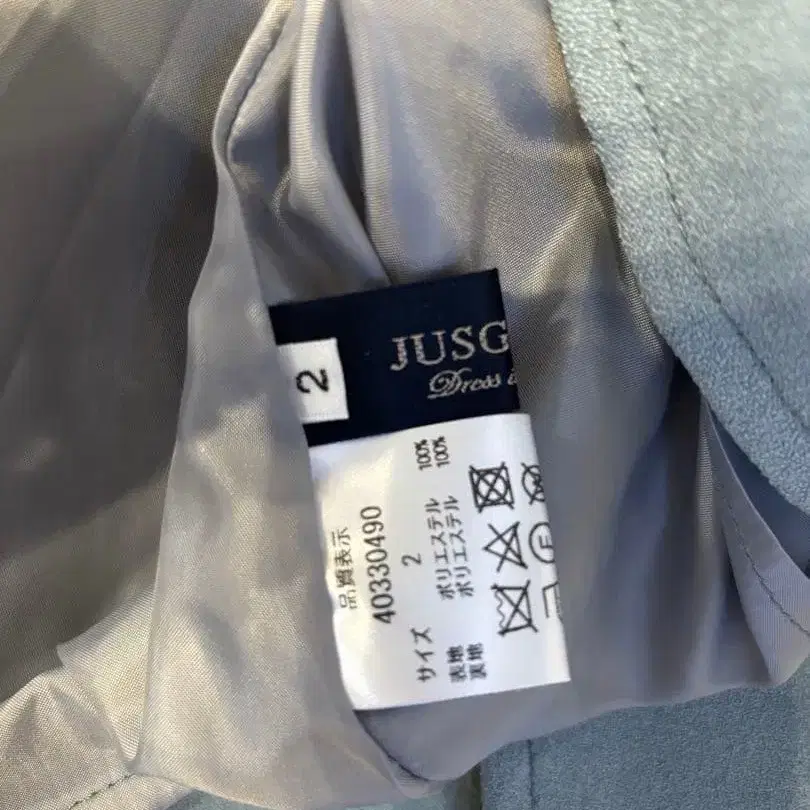 2
JUSG
Dress
品質表示
40330490
サイズ 2
表地 ポリエステル 100%
裏地 ポリエステル 100%
F